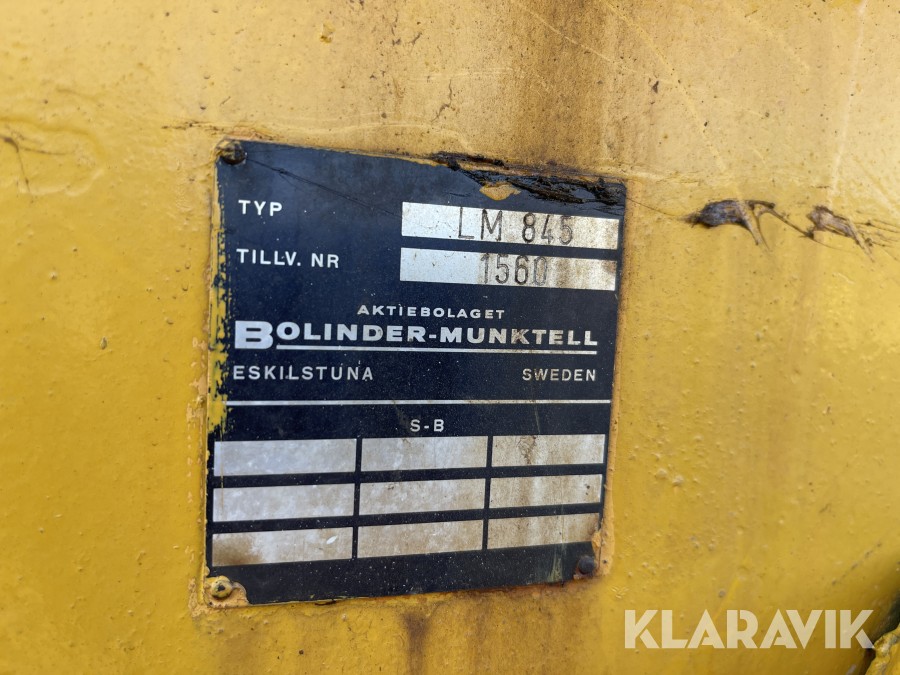 TYP LM 845
TILLV. NR 1560
AKTIEBOLAGET
BOLINDER-MUNKTELL
ESKILSTUNA SWEDEN
S-B
KLARAVIK